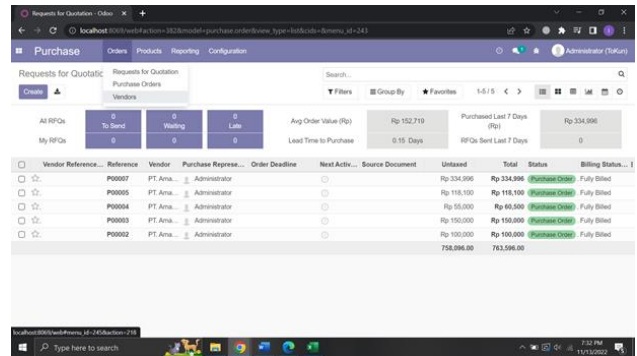 Requests for Quotation - Odoo
localhost:8069/web#action=382&model=purchase.order&view_type=list&cids=&menu_id=243
Purchase Orders Products Reporting Configuration Administrator (ToKun)
Requests for Quotatio Search...
Requests for Quotation
Purchase Orders
Vendors
Create Filters Group By Favorites 1-5 / 5
All RFQs 0 To Send 0 Waiting 0 Late Avg Order Value (Rp) Rp 152,719 Purchased Last 7 Days (Rp) Rp 334,996
My RFQs 0 0 0 Lead Time to Purchase 0.15 Days RFQs Sent Last 7 Days 0
Vendor Reference... Reference Vendor Purchase Represe... Order Deadline Next Activ... Source Document Untaxed Total Status Billing Status...
P00007 PT. Ama... Administrator Rp 334,996 Rp 334,996 Purchase Order Fully Billed
P00005 PT. Ama... Administrator Rp 118,100 Rp 118,100 Purchase Order Fully Billed
P00004 PT. Ama... Administrator Rp 55,000 Rp 60,500 Purchase Order Fully Billed
P00003 PT. Ama... Administrator Rp 150,000 Rp 150,000 Purchase Order Fully Billed
P00002 PT. Ama... Administrator Rp 100,000 Rp 100,000 Purchase Order Fully Billed
758,096.00 763,596.00
localhost:8069/web#menu_id=245&action=216
Type here to search 7:32 PM
11/13/2022